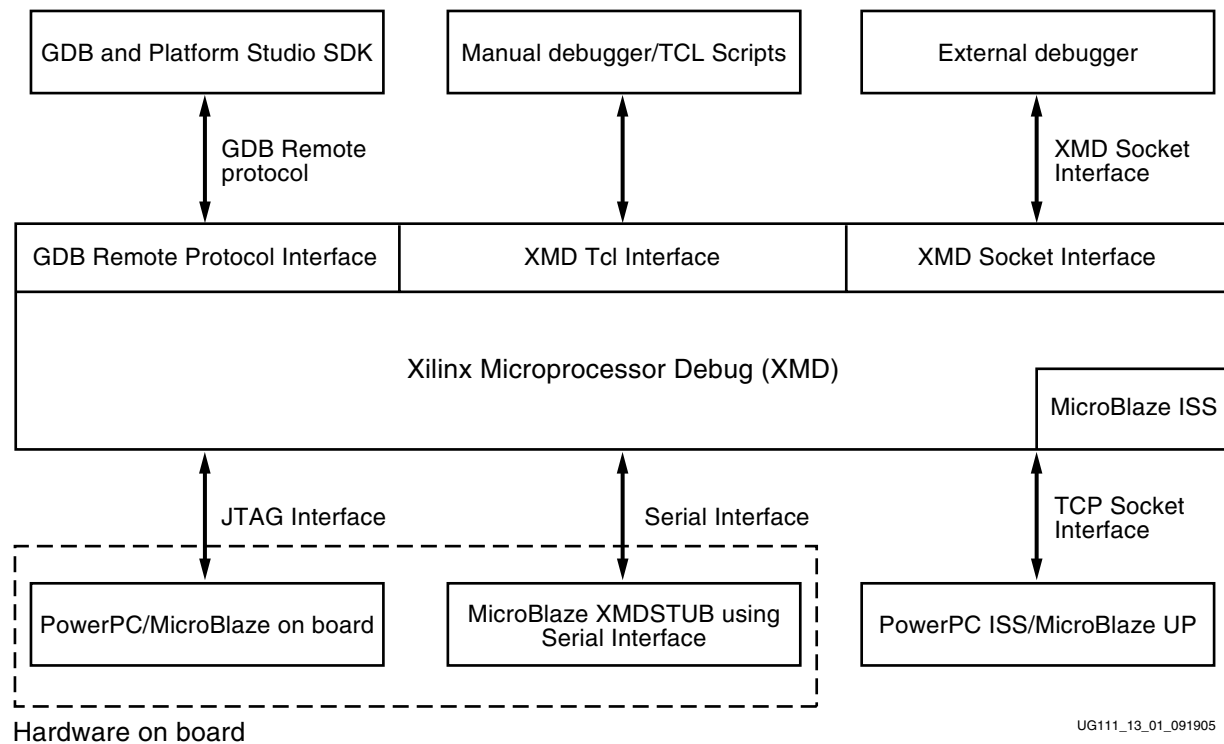 GDB and Platform Studio SDK
Manual debugger/TCL Scripts
External debugger
GDB Remote
protocol
XMD Socket
Interface
GDB Remote Protocol Interface
XMD Tcl Interface
XMD Socket Interface
Xilinx Microprocessor Debug (XMD)
MicroBlaze ISS
JTAG Interface
Serial Interface
TCP Socket
Interface
PowerPC/MicroBlaze on board
MicroBlaze XMDSTUB using
Serial Interface
PowerPC ISS/MicroBlaze UP
Hardware on board
UG111_13_01_091905